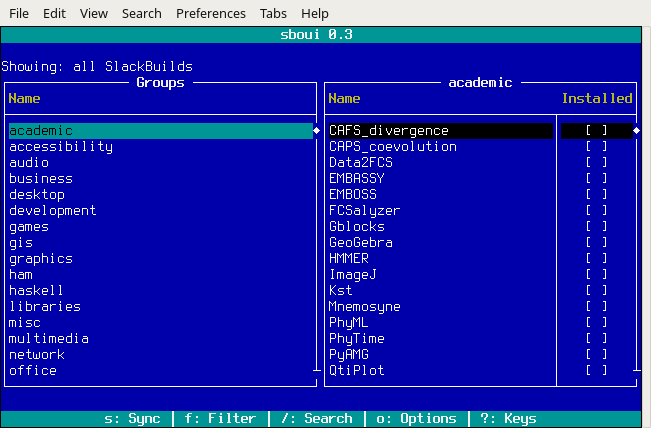 File Edit View Search Preferences Tabs Help
sboui 0.3
Showing: all SlackBuilds
Groups
Name
academic
accessibility
audio
business
desktop
development
games
gis
graphics
ham
haskell
libraries
misc
multimedia
network
office
academic
Name Installed
CAFS_divergence [ ]
CAPS_coevolution [ ]
Data2FCS [ ]
EMBASSY [ ]
EMBOSS [ ]
FCSalyzer [ ]
Gblocks [ ]
GeoGebra [ ]
HMMER [ ]
ImageJ [ ]
Kst [ ]
Mnemosyne [ ]
PhyML [ ]
PhyTime [ ]
PyAMG [ ]
QtiPlot [ ]
s: Sync | f: Filter | /: Search | o: Options | ?: Keys